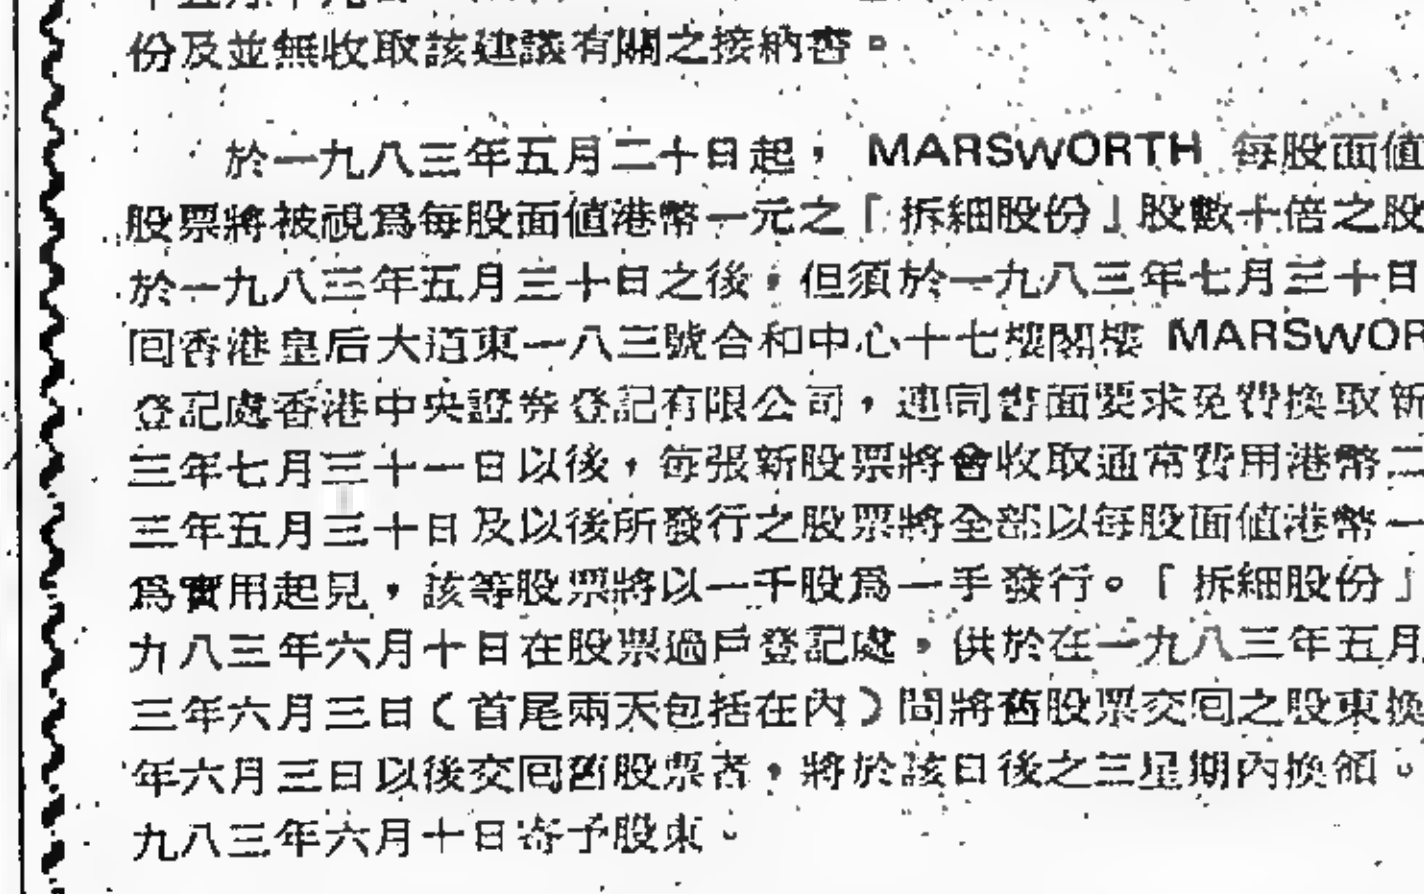 份及並無收取該建議有關之接納書。
於一九八三年五月二十日起，MARSWORTH 每股面值
股票將被視爲每股面值港幣一元之「拆細股份」股數十倍之股
於一九八三年五月三十日之後，但須於一九八三年七月三十日
回香港皇后大道東一八三號合和中心十七樓閣樓 MARSWOR
登記處香港中央證券登記有限公司，連同書面要求免費換取新
三年七月三十一日以後，每張新股票將會收取通常費用港幣二
三年五月三十日及以後所發行之股票將全部以每股面值港幣一
爲實用起見，該等股票將以一千股爲一手發行。「拆細股份」
九八三年六月十日在股票過戶登記處，供於在一九八三年五月
三年六月三日（首尾兩天包括在內）間將舊股票交回之股東換
年六月三日以後交回舊股票者，將於該日後之三星期內換領。
九八三年六月十日寄予股東。